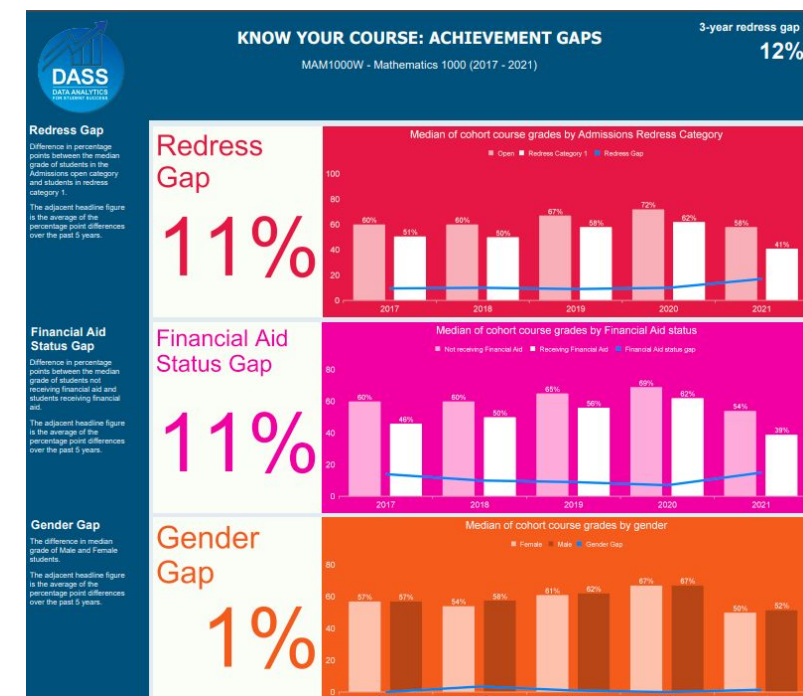 KNOW YOUR COURSE: ACHIEVEMENT GAPS
MAM1000W - Mathematics 1000 (2017 - 2021)
3-year redress gap
12%
DASS
DATA ANALYTICS
FOR STUDENT SUCCESS
Redress Gap
Difference in percentage
points between the median
grade of students in the
Admissions open category
and students in redress
category 1.
The adjacent headline figure
is the average of the
percentage point differences
over the past 5 years.
Redress
Gap
11%
Median of cohort course grades by Admissions Redress Category
Open Redress Category 1 Redress Gap
100
80
60
40
20
0
60% 51% 60% 50% 67% 58% 72% 62% 58% 41%
2017 2018 2019 2020 2021
Financial Aid
Status Gap
Difference in percentage
points between the median
grade of students not
receiving financial aid and
students receiving financial
aid.
The adjacent headline figure
is the average of the
percentage point differences
over the past 5 years.
Financial Aid
Status Gap
11%
Median of cohort course grades by Financial Aid status
Not receiving Financial Aid Receiving Financial Aid Financial Aid status gap
80
60
40
20
0
60% 46% 60% 50% 65% 56% 69% 62% 54% 39%
2017 2018 2019 2020 2021
Gender Gap
The difference in median
grade of Male and Female
students.
The adjacent headline figure
is the average of the
percentage point differences
over the past 5 years.
Gender
Gap
1%
Median of cohort course grades by gender
Female Male Gender Gap
80
60
40
20
57% 57% 54% 58% 61% 62% 67% 67% 50% 52%